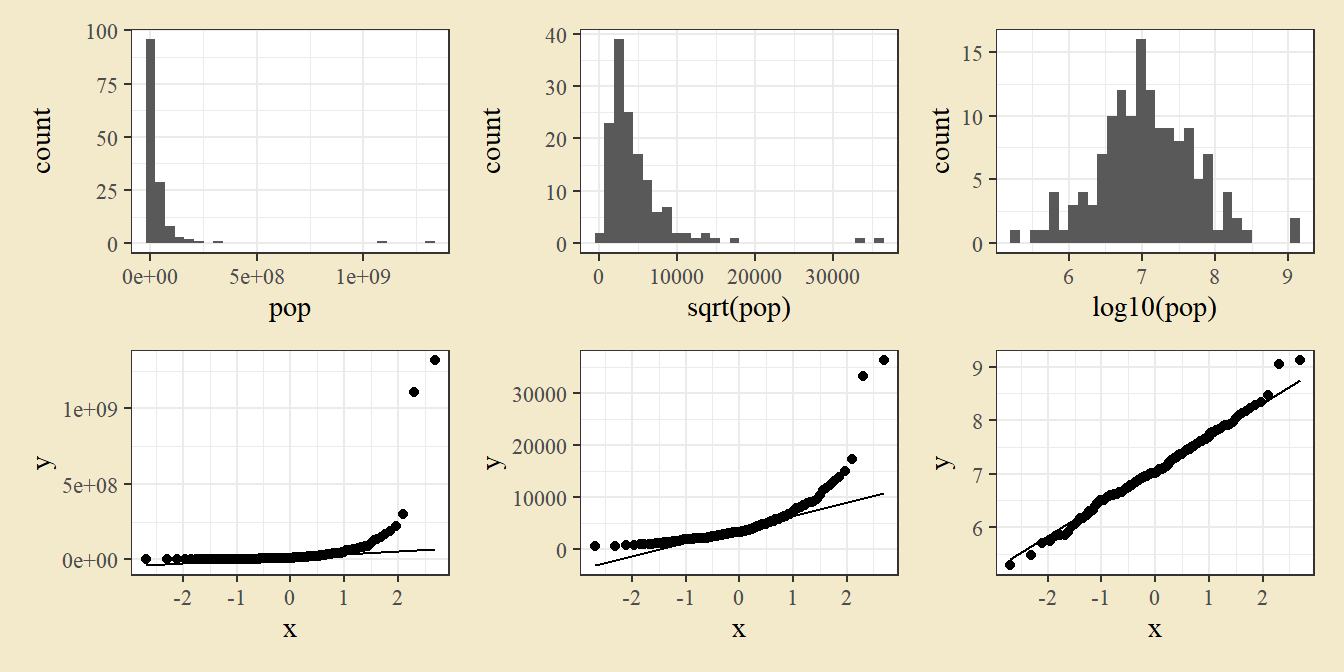 100
75
50
25
0
count
0e+00 5e+08 1e+09
pop
40
30
20
10
0
count
0 10000 20000 30000
sqrt(pop)
15
10
5
0
count
6 7 8 9
log10(pop)
1e+09
5e+08
0e+00
y
-2 -1 0 1 2
x
30000
20000
10000
0
y
-2 -1 0 1 2
x
9
8
7
6
y
-2 -1 0 1 2
x